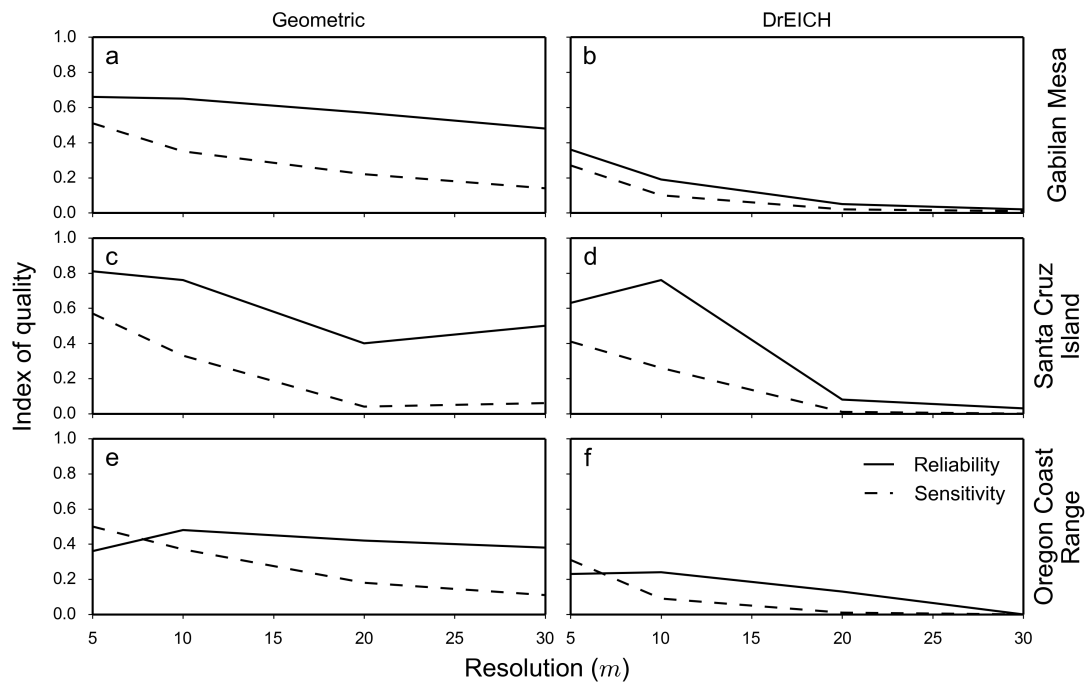 Geometric
DrEICH
1.0
0.8
0.6
0.4
0.2
0.0
a
b
Gabilan Mesa
1.0
0.8
0.6
0.4
0.2
0.0
c
d
Santa Cruz
Island
Index of quality
1.0
0.8
0.6
0.4
0.2
0.0
e
f
Reliability
Sensitivity
Oregon Coast
Range
5 10 15 20 25 30
5 10 15 20 25 30
Resolution (m)